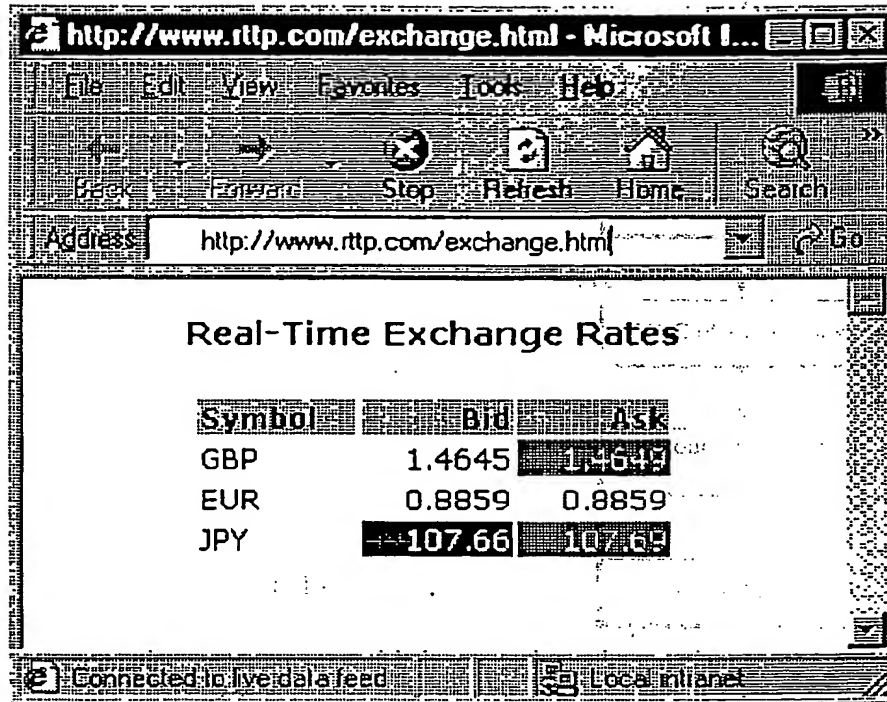 http://www.rttp.com/exchange.html - Microsoft I...
File Edit View Favorites Tools Help
Back Forward Stop Refresh Home Search
Address http://www.rttp.com/exchange.html Go
Real-Time Exchange Rates
Symbol Bid Ask
GBP 1.4645 1.4649
EUR 0.8859 0.8859
JPY 107.66 107.69
Connected to live data feed Local intranet